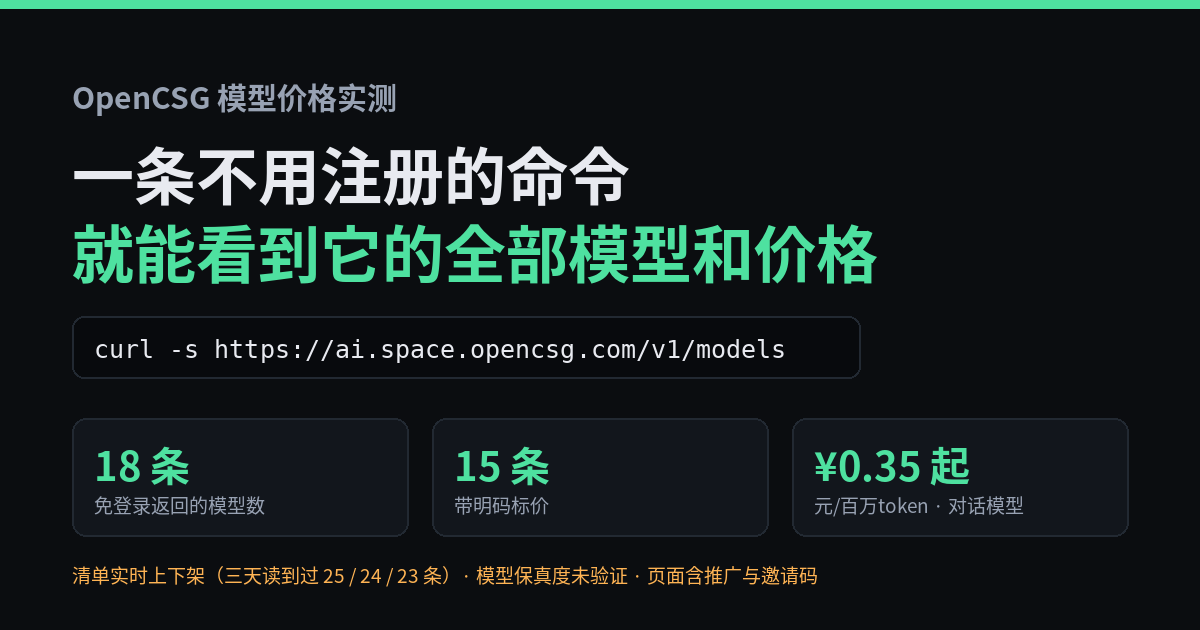 OpenCSG 模型价格实测
一条不用注册的命令
就能看到它的全部模型和价格
curl -s https://ai.space.opencsg.com/v1/models
18 条
免登录返回的模型数
15 条
带明码标价
¥0.35 起
元/百万token · 对话模型
清单实时上下架（三天读到过 25 / 24 / 23 条）· 模型保真度未验证 · 页面含推广与邀请码